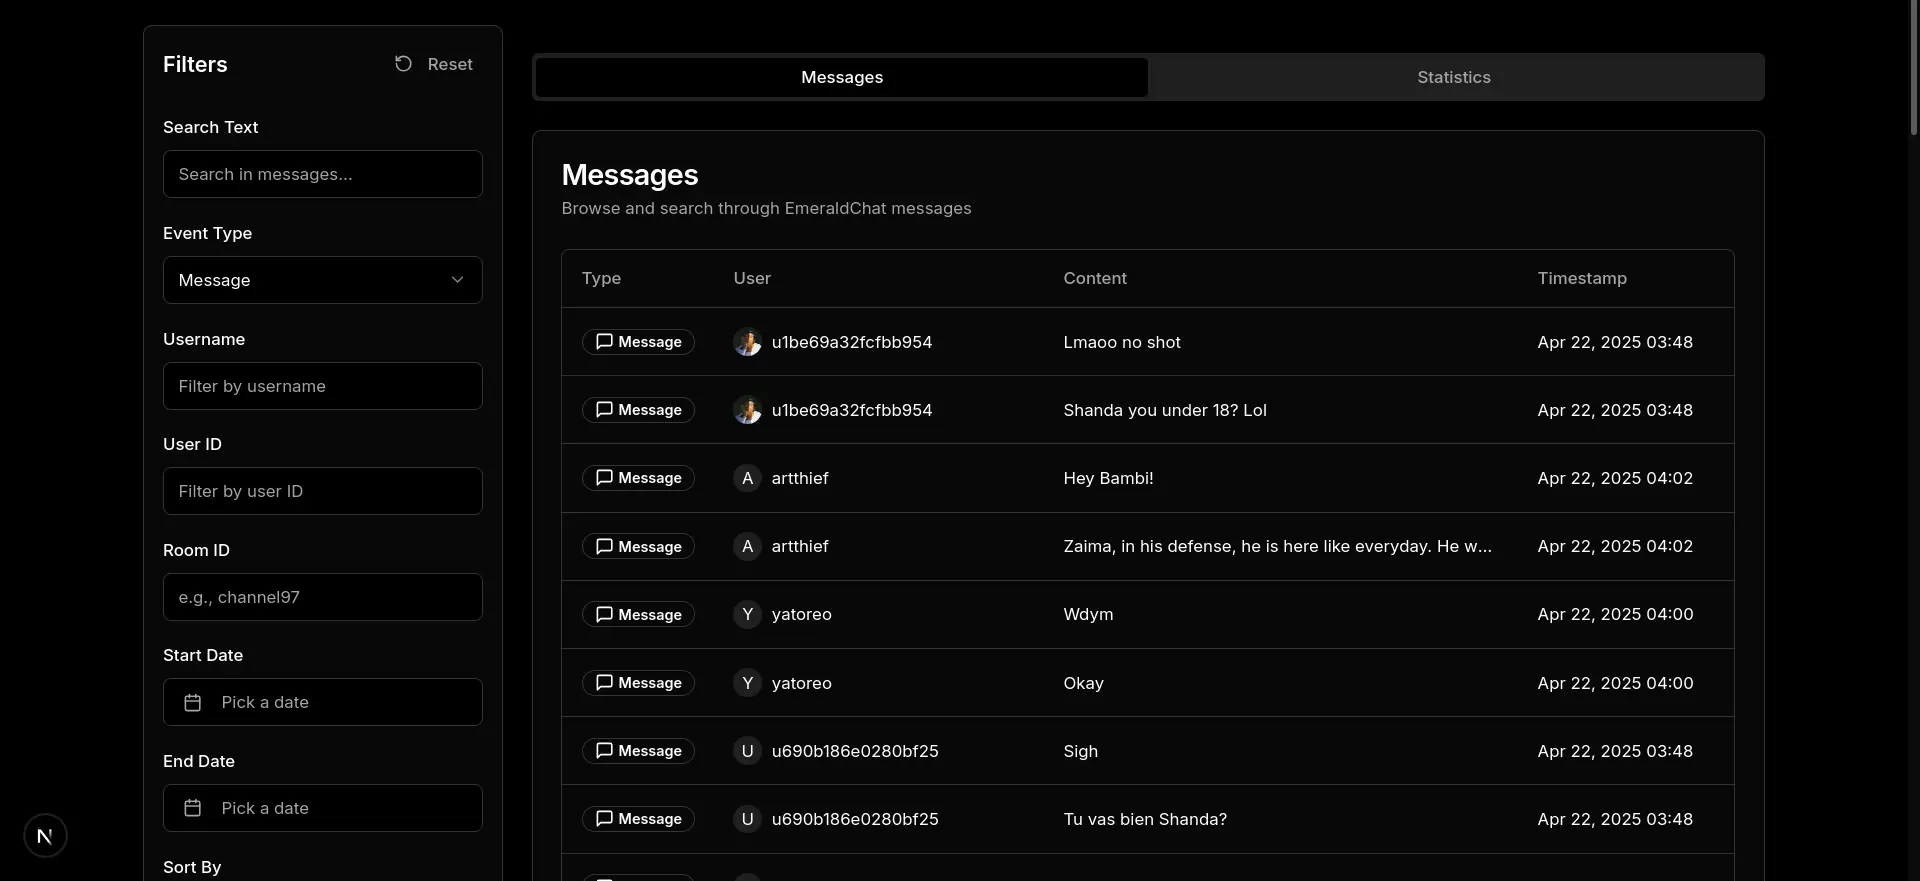 Filters
Reset
Search Text
Search in messages...
Event Type
Message
Username
Filter by username
User ID
Filter by user ID
Room ID
e.g., channel97
Start Date
Pick a date
End Date
Pick a date
Sort By
N
Messages
Statistics
Messages
Browse and search through EmeraldChat messages
Type User Content Timestamp
Message u1be69a32fcfbb954 Lmaoo no shot Apr 22, 2025 03:48
Message u1be69a32fcfbb954 Shanda you under 18? Lol Apr 22, 2025 03:48
Message A artthief Hey Bambi! Apr 22, 2025 04:02
Message A artthief Zaima, in his defense, he is here like everyday. He w... Apr 22, 2025 04:02
Message Y yatoreo Wdym Apr 22, 2025 04:00
Message Y yatoreo Okay Apr 22, 2025 04:00
Message U u690b186e0280bf25 Sigh Apr 22, 2025 03:48
Message U u690b186e0280bf25 Tu vas bien Shanda? Apr 22, 2025 03:48